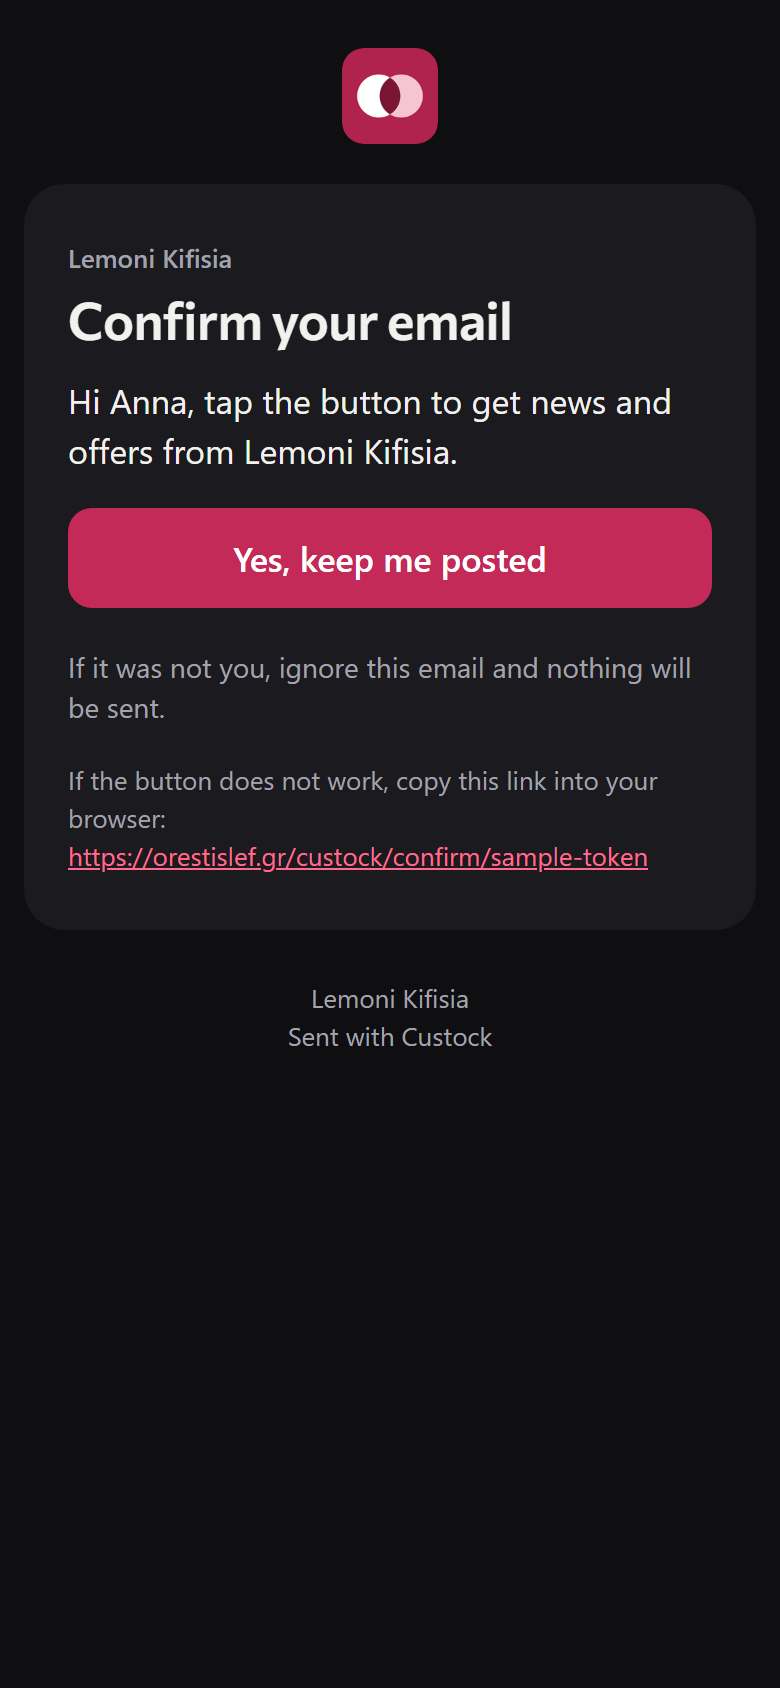 Lemoni Kifisia
Confirm your email
Hi Anna, tap the button to get news and
offers from Lemoni Kifisia.
Yes, keep me posted
If it was not you, ignore this email and nothing will
be sent.
If the button does not work, copy this link into your
browser:
https://orestislef.gr/custock/confirm/sample-token
Lemoni Kifisia
Sent with Custock